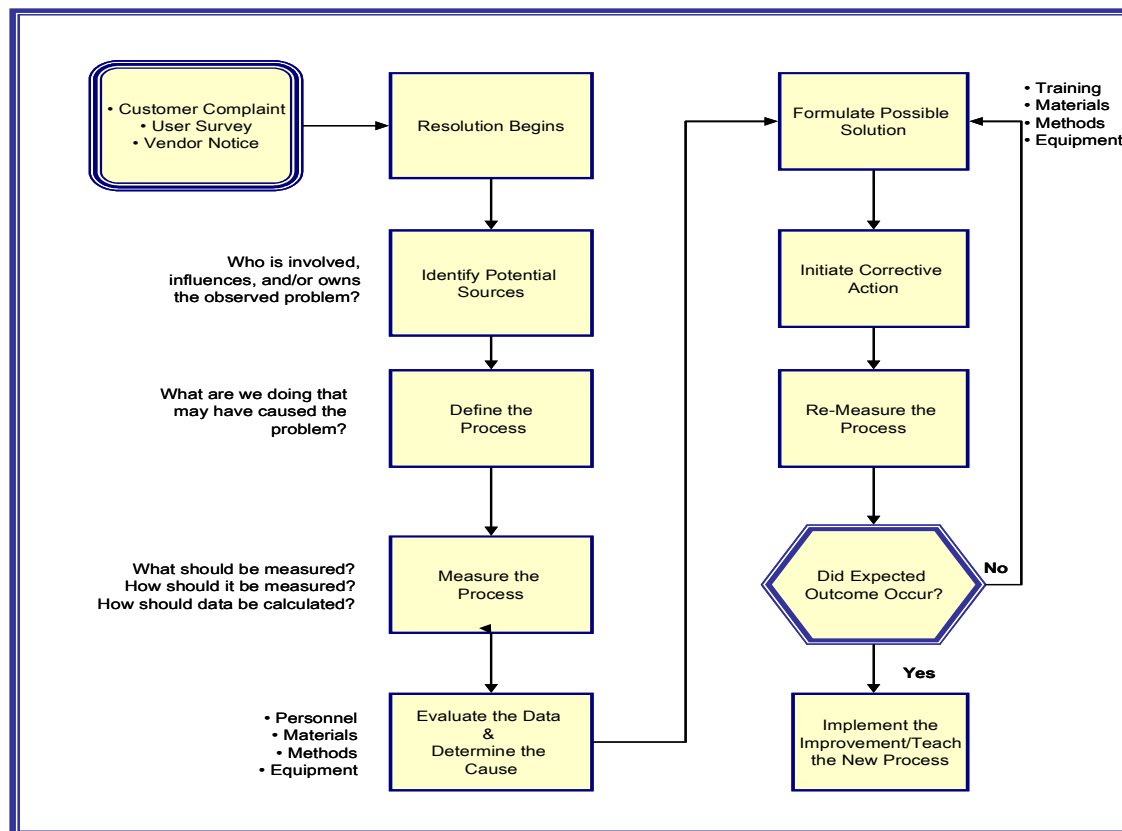 • Customer Complaint
• User Survey
• Vendor Notice
Resolution Begins
Who is involved,
influences, and/or owns
the observed problem?
Identify Potential
Sources
What are we doing that
may have caused the
problem?
Define the
Process
What should be measured?
How should it be measured?
How should data be calculated?
Measure the
Process
• Personnel
• Materials
• Methods
• Equipment
Evaluate the Data
&
Determine the
Cause
Formulate Possible
Solution
• Training
• Materials
• Methods
• Equipment
Initiate Corrective
Action
Re-Measure the
Process
Did Expected
Outcome Occur?
No
Yes
Implement the
Improvement/Teach
the New Process